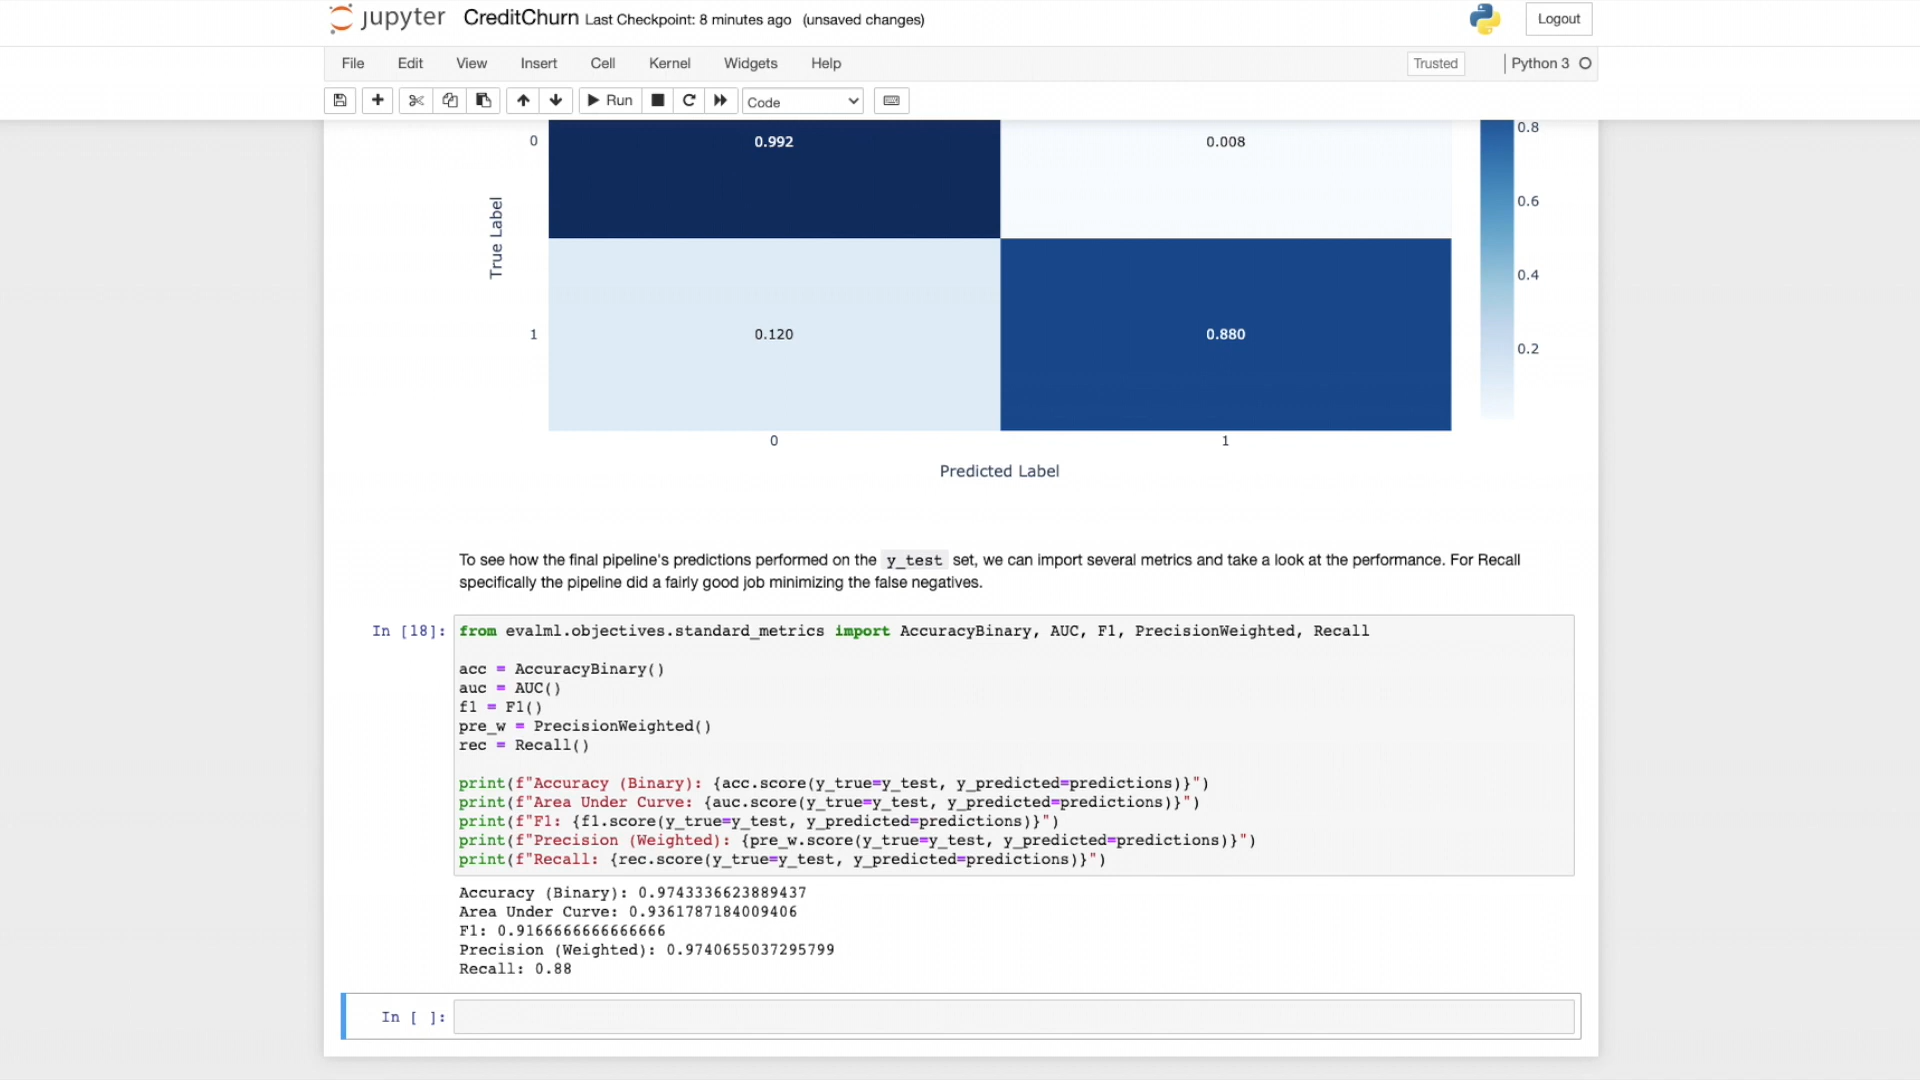 jupyter CreditChurn Last Checkpoint: 8 minutes ago (unsaved changes) Logout
File Edit View Insert Cell Kernel Widgets Help Trusted Python 3
Run Code
0 0.992 0.008 0.8
0.6
True Label
0.4
1 0.120 0.880
0.2
0 1
Predicted Label
To see how the final pipeline's predictions performed on the y_test set, we can import several metrics and take a look at the performance. For Recall
specifically the pipeline did a fairly good job minimizing the false negatives.
In [18]: from evalml.objectives.standard_metrics import AccuracyBinary, AUC, F1, PrecisionWeighted, Recall
acc = AccuracyBinary()
auc = AUC()
f1 = F1()
pre_w = PrecisionWeighted()
rec = Recall()
print(f"Accuracy (Binary): {acc.score(y_true=y_test, y_predicted=predictions)}")
print(f"Area Under Curve: {auc.score(y_true=y_test, y_predicted=predictions)}")
print(f"F1: {f1.score(y_true=y_test, y_predicted=predictions)}")
print(f"Precision (Weighted): {pre_w.score(y_true=y_test, y_predicted=predictions)}")
print(f"Recall: {rec.score(y_true=y_test, y_predicted=predictions)}")
Accuracy (Binary): 0.9743336623889437
Area Under Curve: 0.9361787184009406
F1: 0.9166666666666666
Precision (Weighted): 0.9740655037295799
Recall: 0.88
In [ ]: